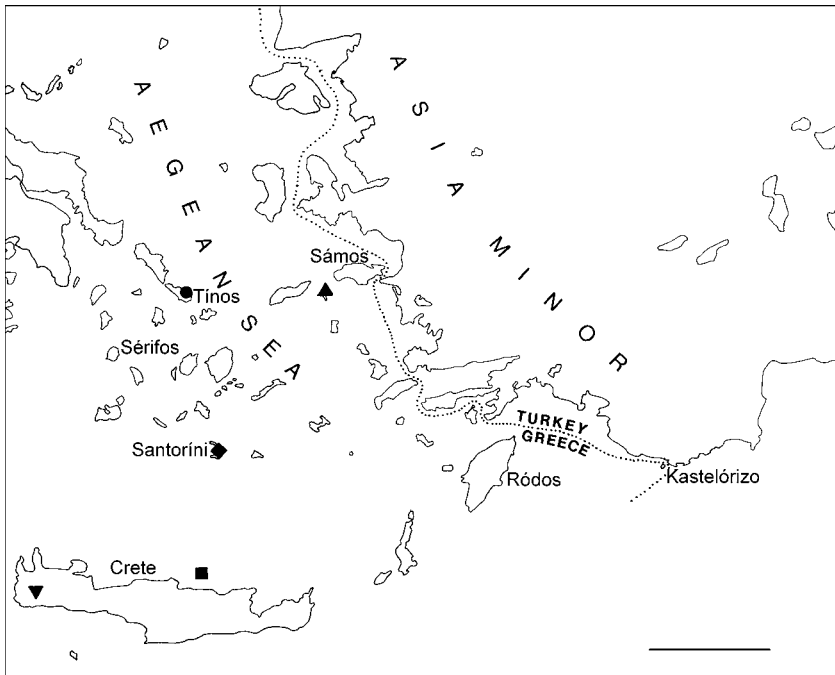 AEGEAN SEA
ASIA MINOR
Sámos
Tínos
Sérifos
TURKEY
GREECE
Santoríni
Ródos
Kastelórizo
Crete